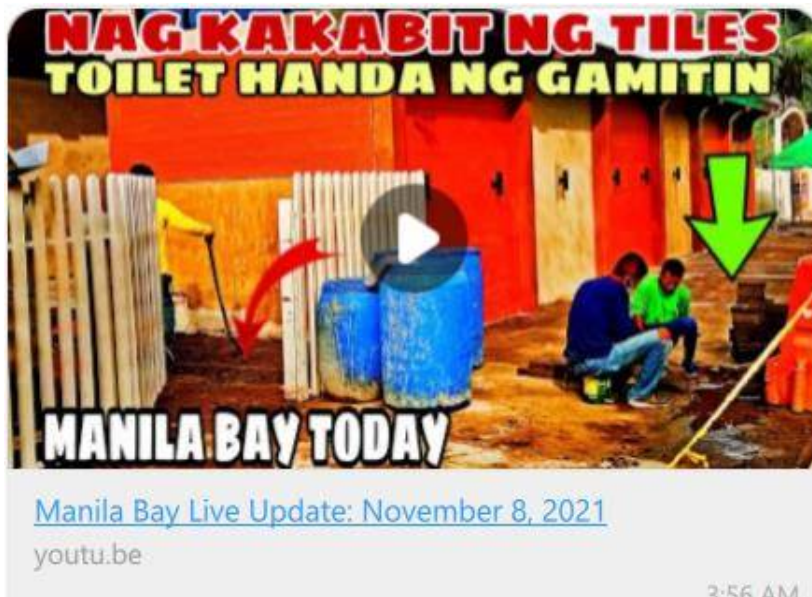 NAG KAKABIT NG TILES
TOILET HANDA NG GAMITIN
MANILA BAY TODAY
Manila Bay Live Update: November 8, 2021
youtu.be
3:56 AM